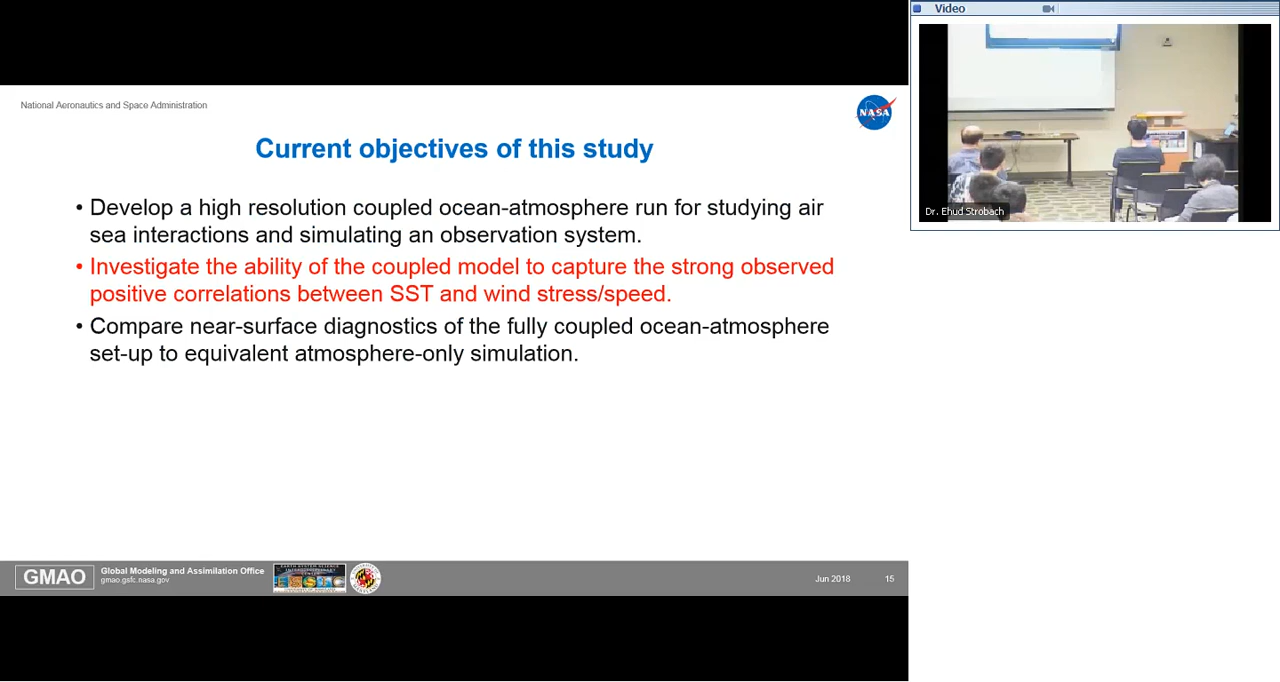 National Aeronautics and Space Administration
NASA
Current objectives of this study
• Develop a high resolution coupled ocean-atmosphere run for studying air
sea interactions and simulating an observation system.
• Investigate the ability of the coupled model to capture the strong observed
positive correlations between SST and wind stress/speed.
• Compare near-surface diagnostics of the fully coupled ocean-atmosphere
set-up to equivalent atmosphere-only simulation.
GMAO
Global Modeling and Assimilation Office
gmao.gsfc.nasa.gov
ESSIC
Jun 2018
15
Video
Dr. Ehud Strobach